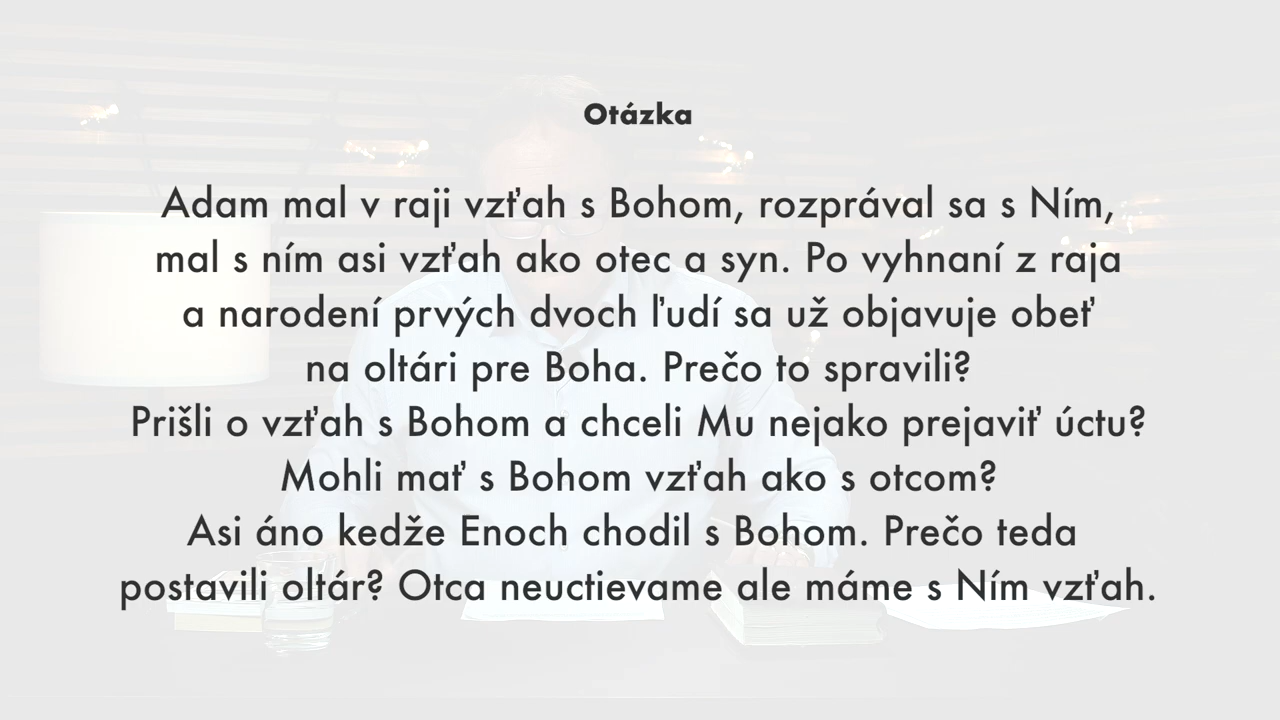 Otázka
Adam mal v raji vzťah s Bohom, rozprával sa s Ním,
mal s ním asi vzťah ako otec a syn. Po vyhnaní z raja
a narodení prvých dvoch ľudí sa už objavuje obeť
na oltári pre Boha. Prečo to spravili?
Prišli o vzťah s Bohom a chceli Mu nejako prejaviť úctu?
Mohli mať s Bohom vzťah ako s otcom?
Asi áno kedže Enoch chodil s Bohom. Prečo teda
postavili oltár? Otca neuctievame ale máme s Ním vzťah.